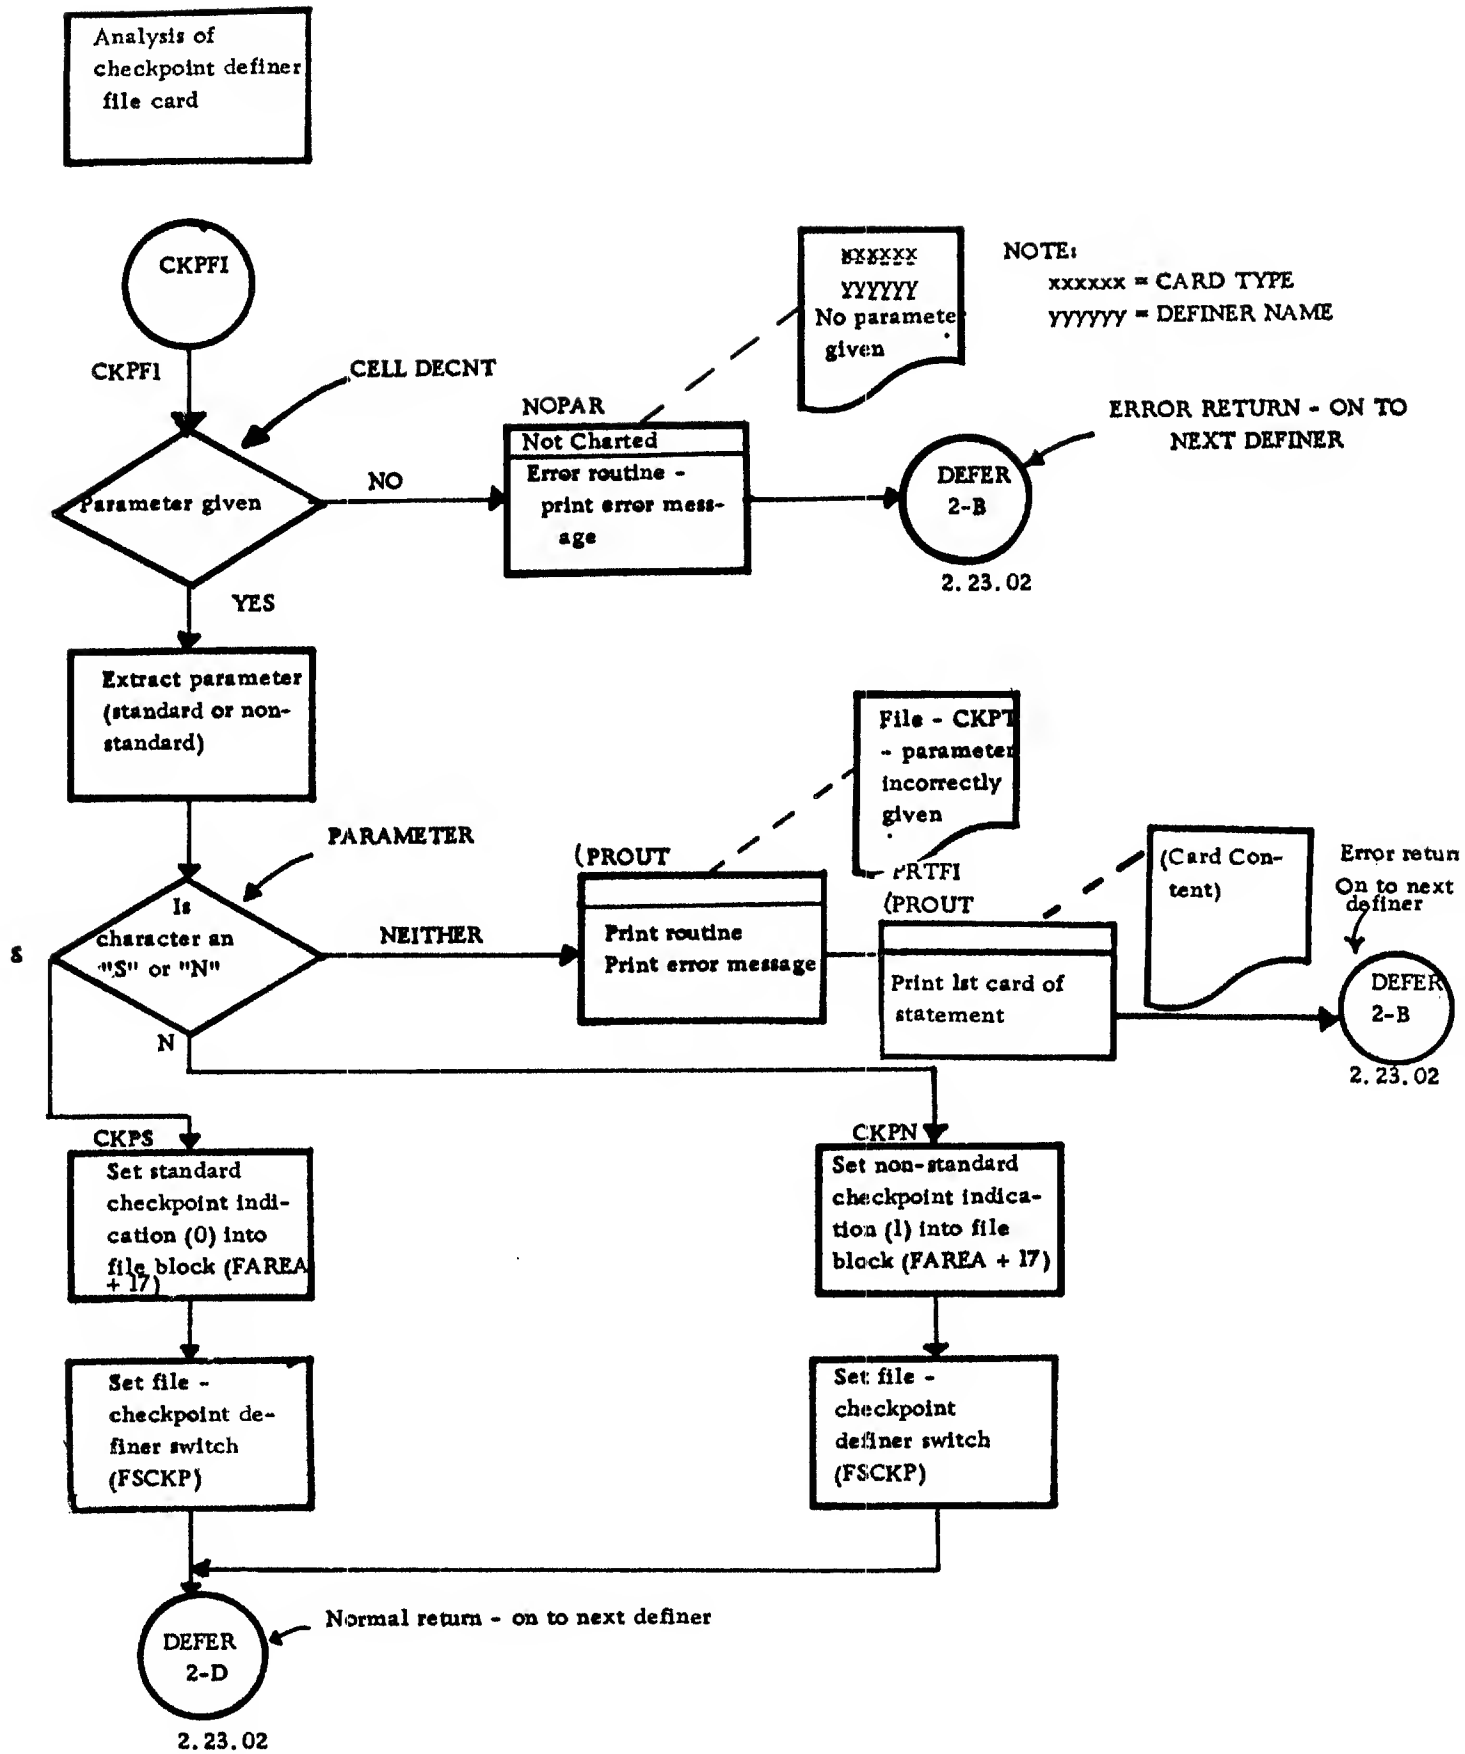 Analysis of
checkpoint definer
file card
CKPFI
CKPF1
CELL DECNT
xxxxxx
yyyyyy
No paramete
given
NOTE:
xxxxxx = CARD TYPE
yyyyyy = DEFINER NAME
Parameter given
NO
NOPAR
Not Charted
Error routine -
print error mess-
age
DEFER
2-B
2.23.02
ERROR RETURN - ON TO
NEXT DEFINER
YES
Extract parameter
(standard or non-
standard)
PARAMETER
Is
character an
"S" or "N"
S
N
NEITHER
(PROUT
Print routine
Print error message
File - CKPT
- parameter
incorrectly
given
PRTFI
(PROUT
Print 1st card of
statement
(Card Con-
tent)
Error retun
On to next
definer
DEFER
2-B
2.23.02
CKPS
Set standard
checkpoint indi-
cation (0) into
file block (FAREA
+ 17)
CKPN
Set non-standard
checkpoint indica-
tion (1) into file
block (FAREA + 17)
Set file -
checkpoint de-
finer switch
(FSCKP)
Set file -
checkpoint
definer switch
(FSCKP)
DEFER
2-D
2.23.02
Normal return - on to next definer